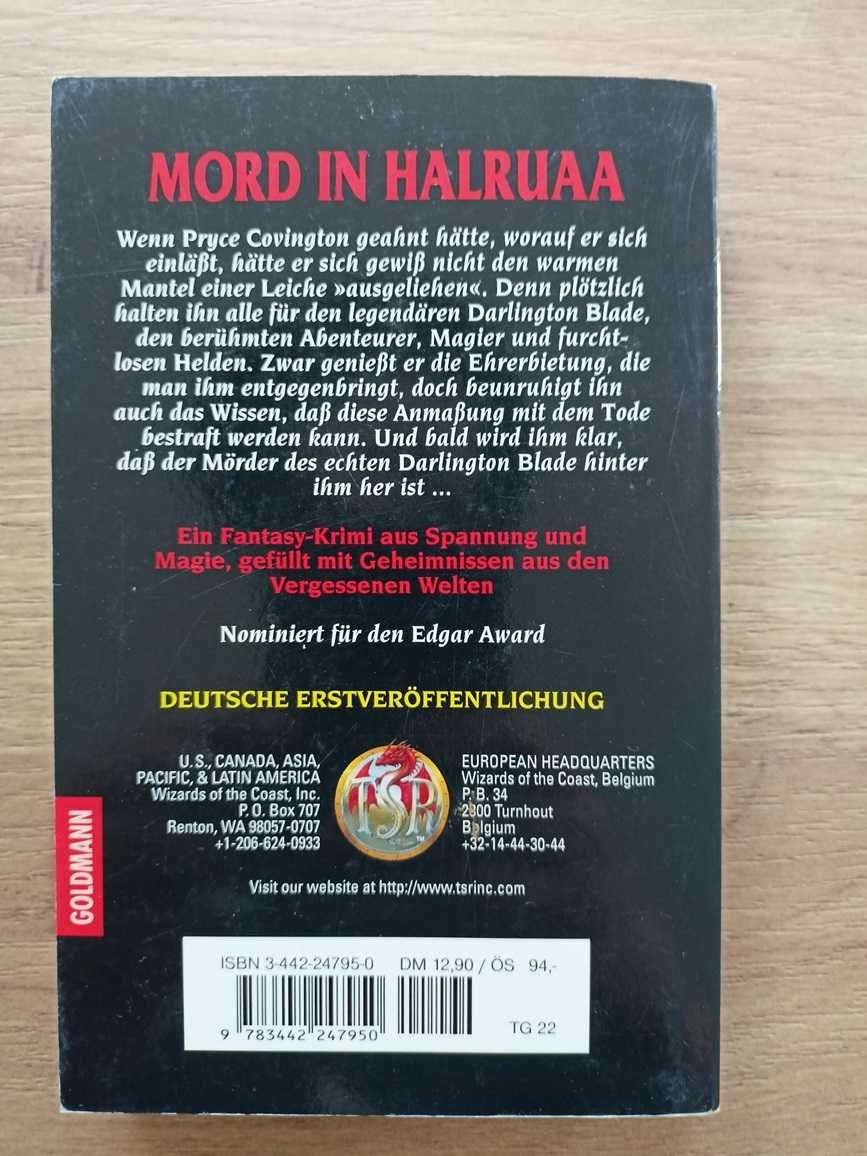 MORD IN HALRUAA
Wenn Pryce Covington geahnt hätte, worauf er sich
einläßt, hätte er sich gewiß nicht den warmen
Mantel einer Leiche »ausgeliehen«. Denn plötzlich
halten ihn alle für den legendären Darlington Blade,
den berühmten Abenteurer, Magier und furcht-
losen Helden. Zwar genießt er die Ehrerbietung, die
man ihm entgegenbringt, doch beunruhigt ihn
auch das Wissen, daß diese Anmaßung mit dem Tode
bestraft werden kann. Und bald wird ihm klar,
daß der Mörder des echten Darlington Blade hinter
ihm her ist ...
Ein Fantasy-Krimi aus Spannung und
Magie, gefüllt mit Geheimnissen aus den
Vergessenen Welten
Nominiert für den Edgar Award
DEUTSCHE ERSTVERÖFFENTLICHUNG
U.S., CANADA, ASIA,
PACIFIC, & LATIN AMERICA
Wizards of the Coast, Inc.
P. O. Box 707
Renton, WA 98057-0707
+1-206-624-0933
TSR
TM
EUROPEAN HEADQUARTERS
Wizards of the Coast, Belgium
P. B. 34
2300 Turnhout
Belgium
+32-14-44-30-44
Visit our website at http://www.tsrinc.com
GOLDMANN
ISBN 3-442-24795-0 DM 12,90 / ÖS 94,-
9 783442 247950
TG 22